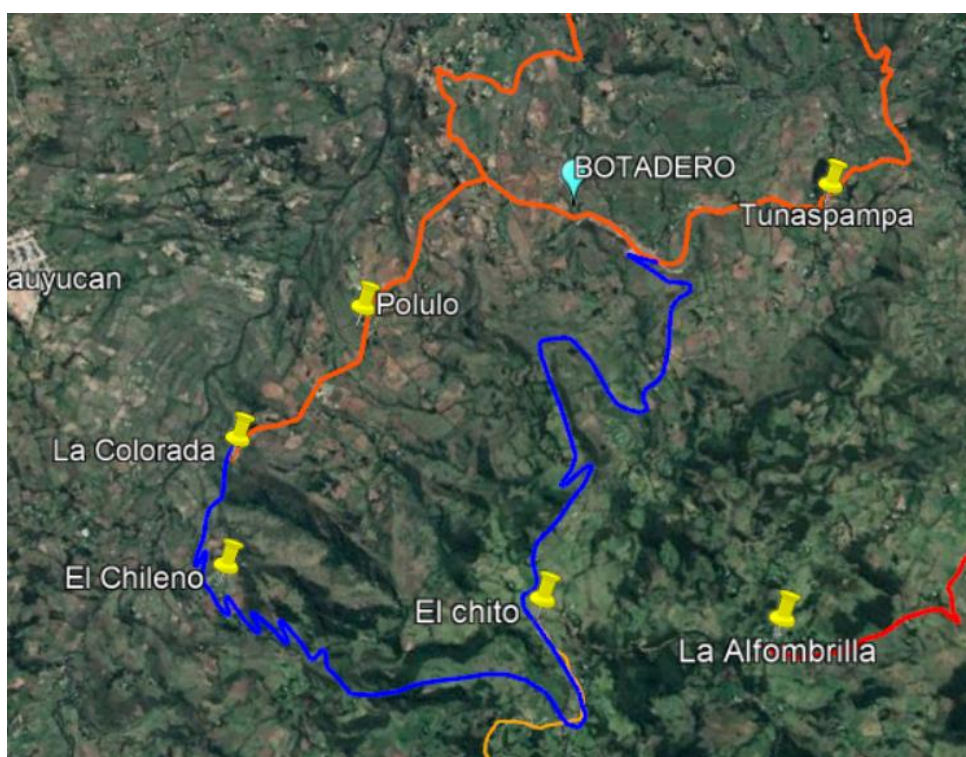 BOTADERO
Tunaspampa
auyucan
Polulo
La Colorada
El Chileno
El chito
La Alfombrilla